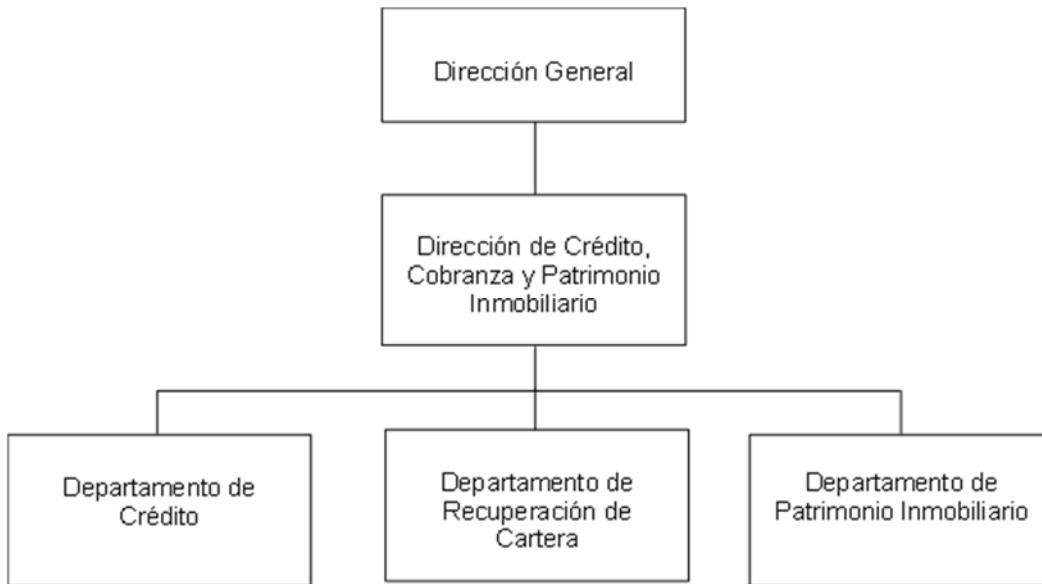 Dirección General
Dirección de Crédito,
Cobranza y Patrimonio
Inmobiliario
Departamento de
Crédito
Departamento de
Recuperación de
Cartera
Departamento de
Patrimonio Inmobiliario